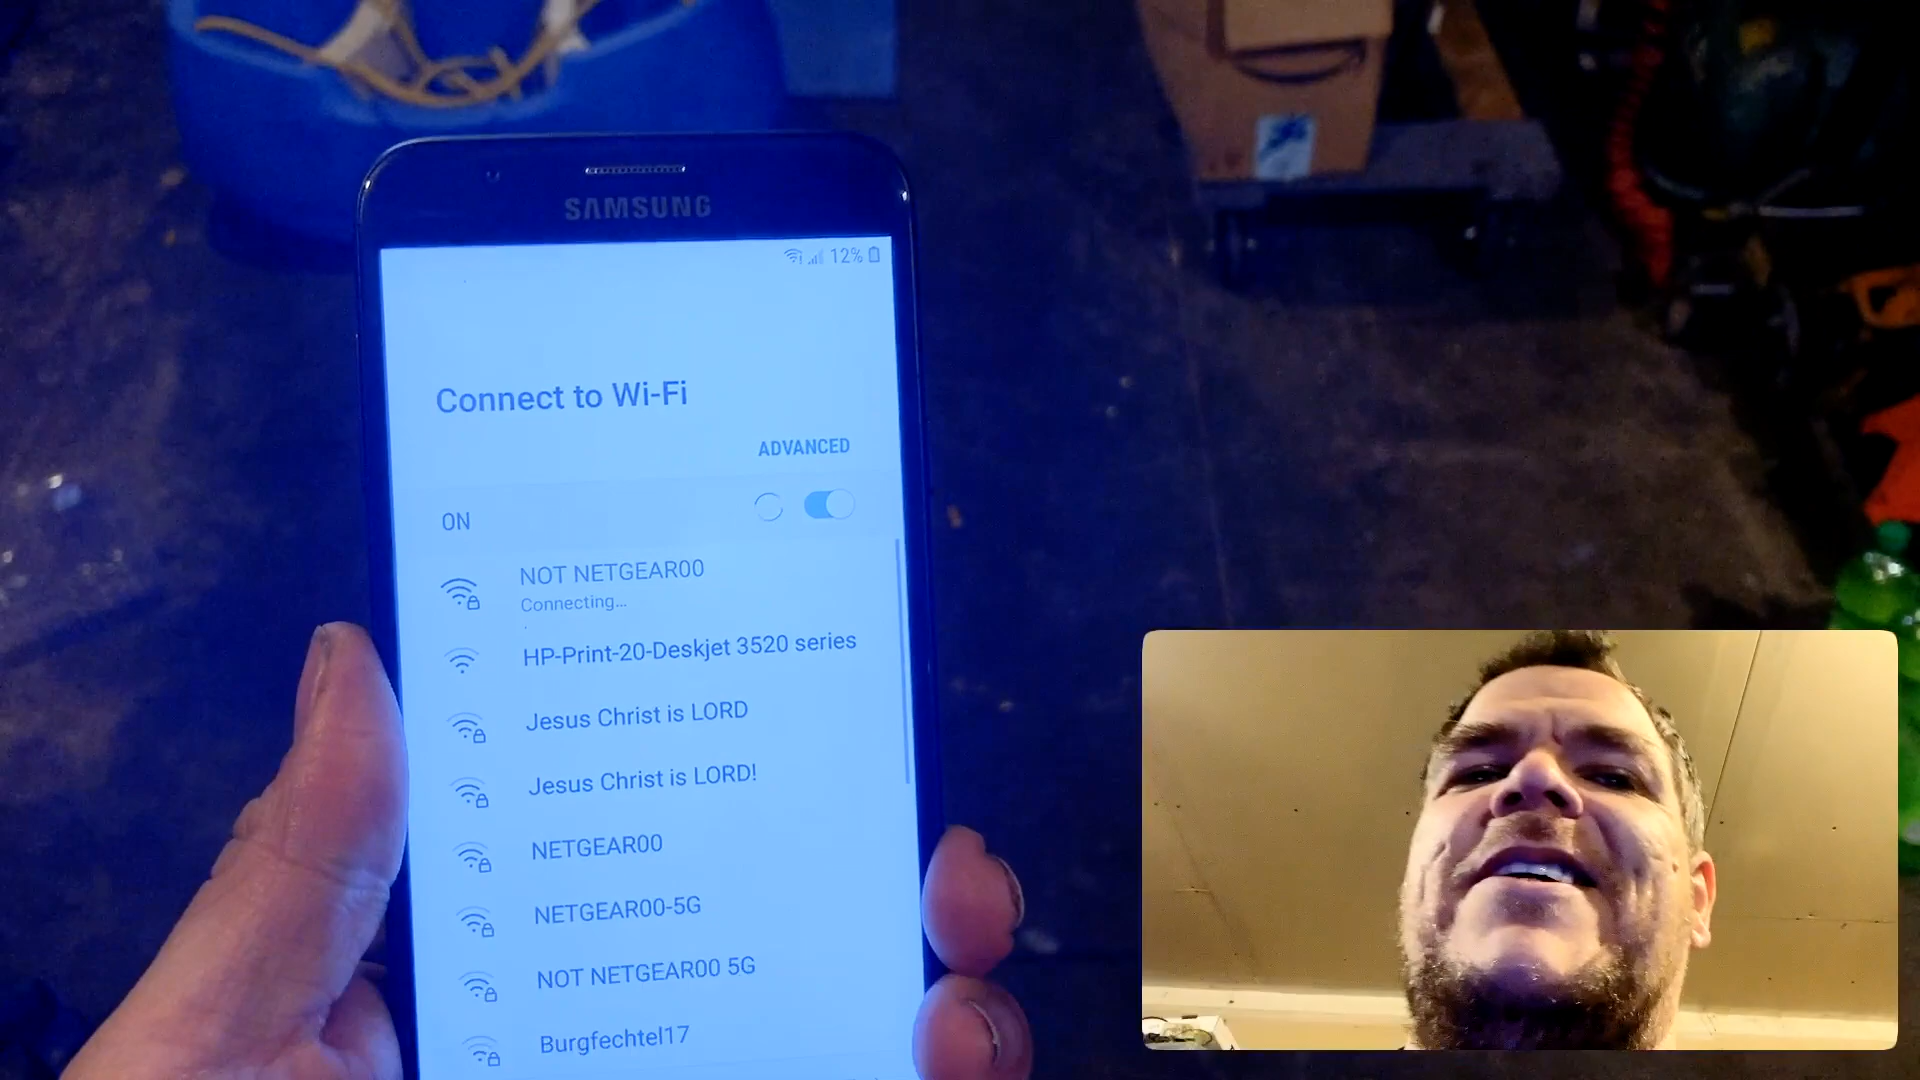 SAMSUNG
12%
Connect to Wi-Fi
ADVANCED
ON
NOT NETGEAR00
Connecting...
HP-Print-20-Deskjet 3520 series
Jesus Christ is LORD
Jesus Christ is LORD!
NETGEAR00
NETGEAR00-5G
NOT NETGEAR00 5G
Burgfechtel17